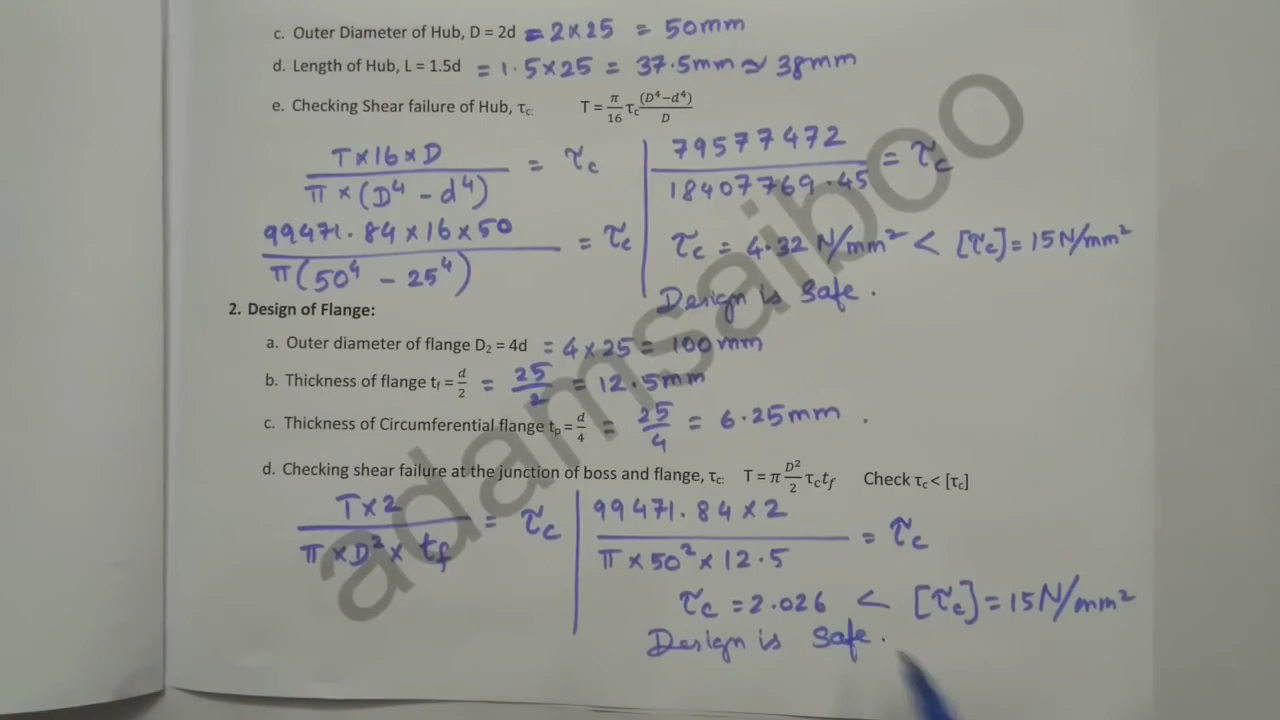 c. Outer Diameter of Hub, D = 2d = 2×25 = 50mm
d. Length of Hub, L = 1.5d = 1.5×25 = 37.5mm ≃ 38mm
e. Checking Shear failure of Hub, τc: T = π/16 τc (D⁴−d⁴)/D
T×16×D / π×(D⁴−d⁴) = τc
99471.84×16×50 / π(50⁴−25⁴) = τc
79577472 / 18407769.45 = τc
τc = 4.32 N/mm² < [τc] = 15N/mm²
Design is safe.
2. Design of Flange:
a. Outer diameter of flange D₂ = 4d = 4×25 = 100mm
b. Thickness of flange tf = d/2 = 25/2 = 12.5mm
c. Thickness of Circumferential flange tp = d/4 = 25/4 = 6.25mm .
d. Checking shear failure at the junction of boss and flange, τc: T = π D²/2 τc tf Check τc < [τc]
T×2 / π×D²×tf = τc
99471.84×2 / π×50²×12.5 = τc
τc = 2.026 < [τc] = 15N/mm²
Design is safe.
adamsaiboo